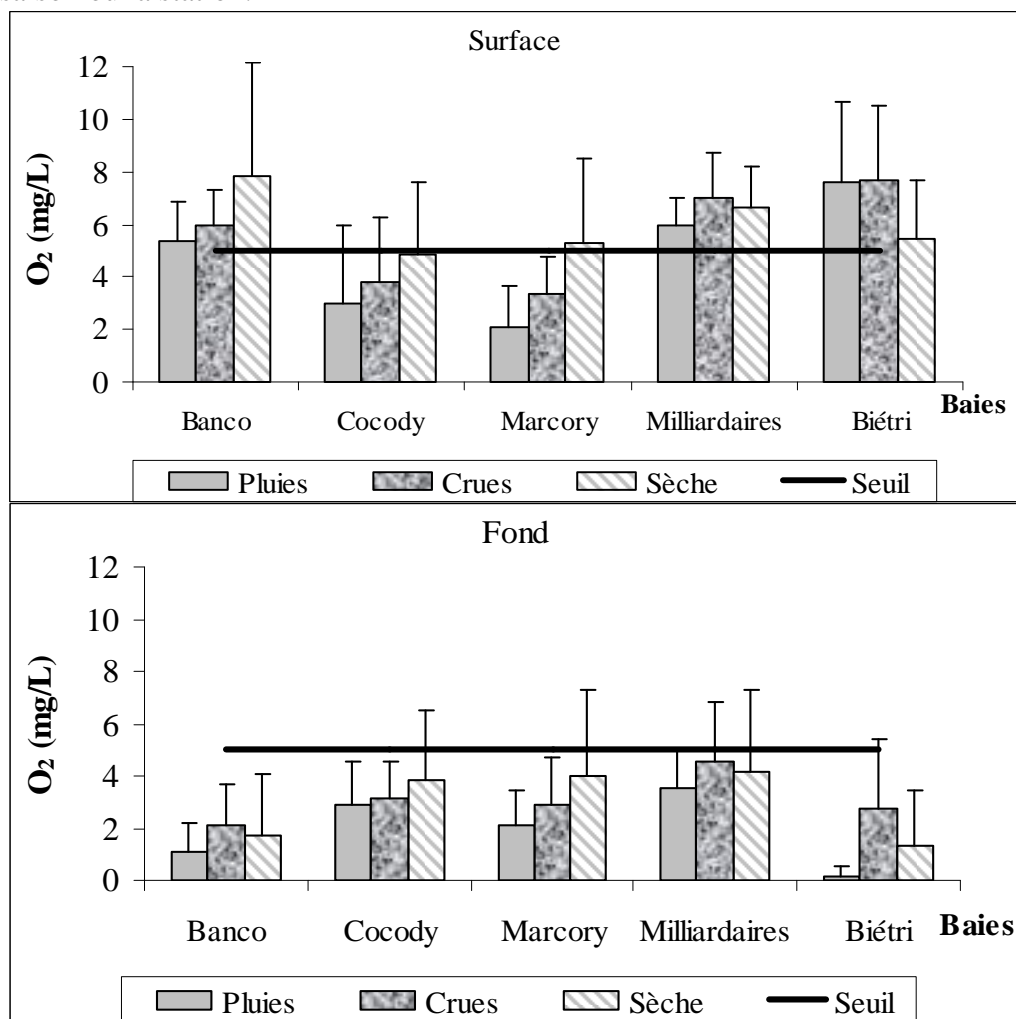 Surface
12
10
8
6
4
2
0
O₂ (mg/L)
Banco Cocody Marcory Milliardaires Biétri
Baies
Pluies Crues Sèche Seuil
Fond
12
10
8
6
4
2
0
O₂ (mg/L)
Banco Cocody Marcory Milliardaires Biétri
Baies
Pluies Crues Sèche Seuil